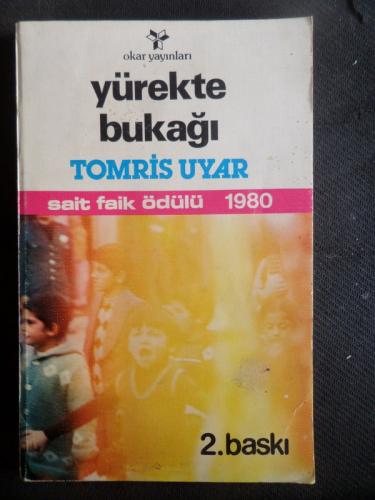 okar yayınları
yürekte
bukağı
TOMRİS UYAR
sait faik ödülü 1980
2.baskı